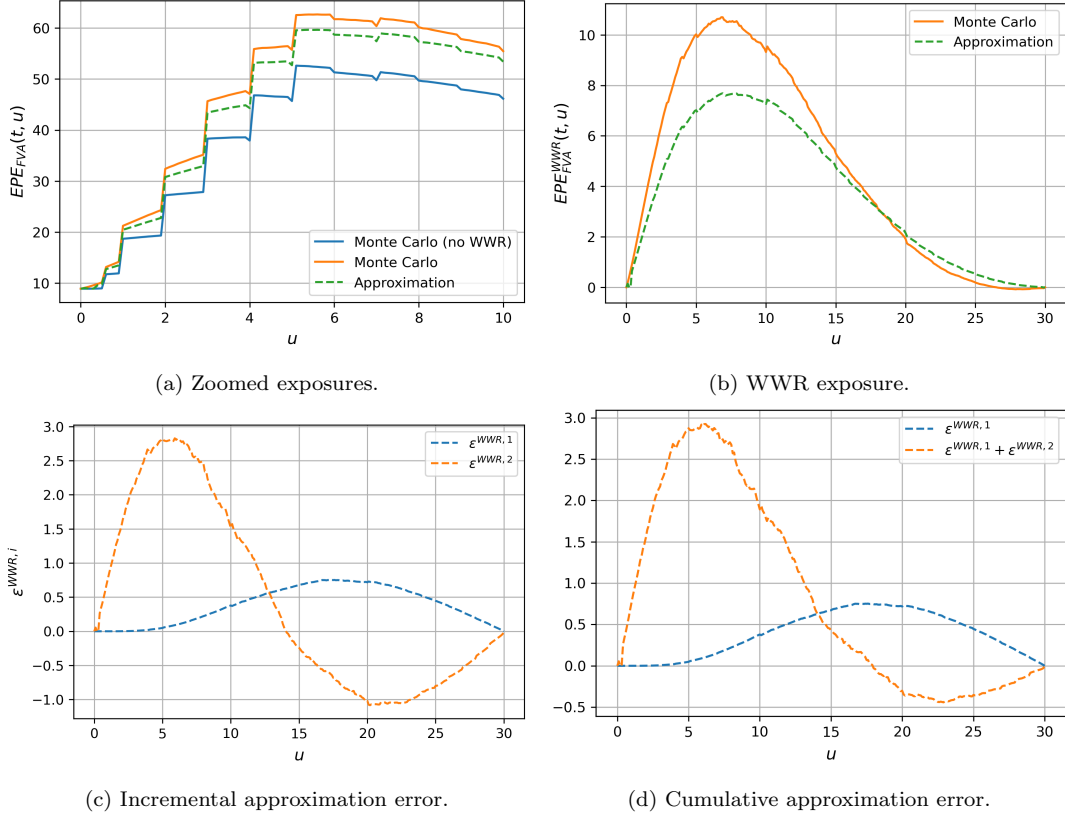 60
50
40
30
20
10
0
2
4
6
8
10
EPE_FVA(t, u)
u
Monte Carlo (no WWR)
Monte Carlo
Approximation
(a) Zoomed exposures.
10
8
6
4
2
0
0
5
10
15
20
25
30
EPE_FVA^WWR(t, u)
u
Monte Carlo
Approximation
(b) WWR exposure.
3.0
2.5
2.0
1.5
1.0
0.5
0.0
−0.5
−1.0
0
5
10
15
20
25
30
ε^WWR, i
u
ε^WWR, 1
ε^WWR, 2
(c) Incremental approximation error.
3.0
2.5
2.0
1.5
1.0
0.5
0.0
−0.5
0
5
10
15
20
25
30
u
ε^WWR, 1
ε^WWR, 1 + ε^WWR, 2
(d) Cumulative approximation error.